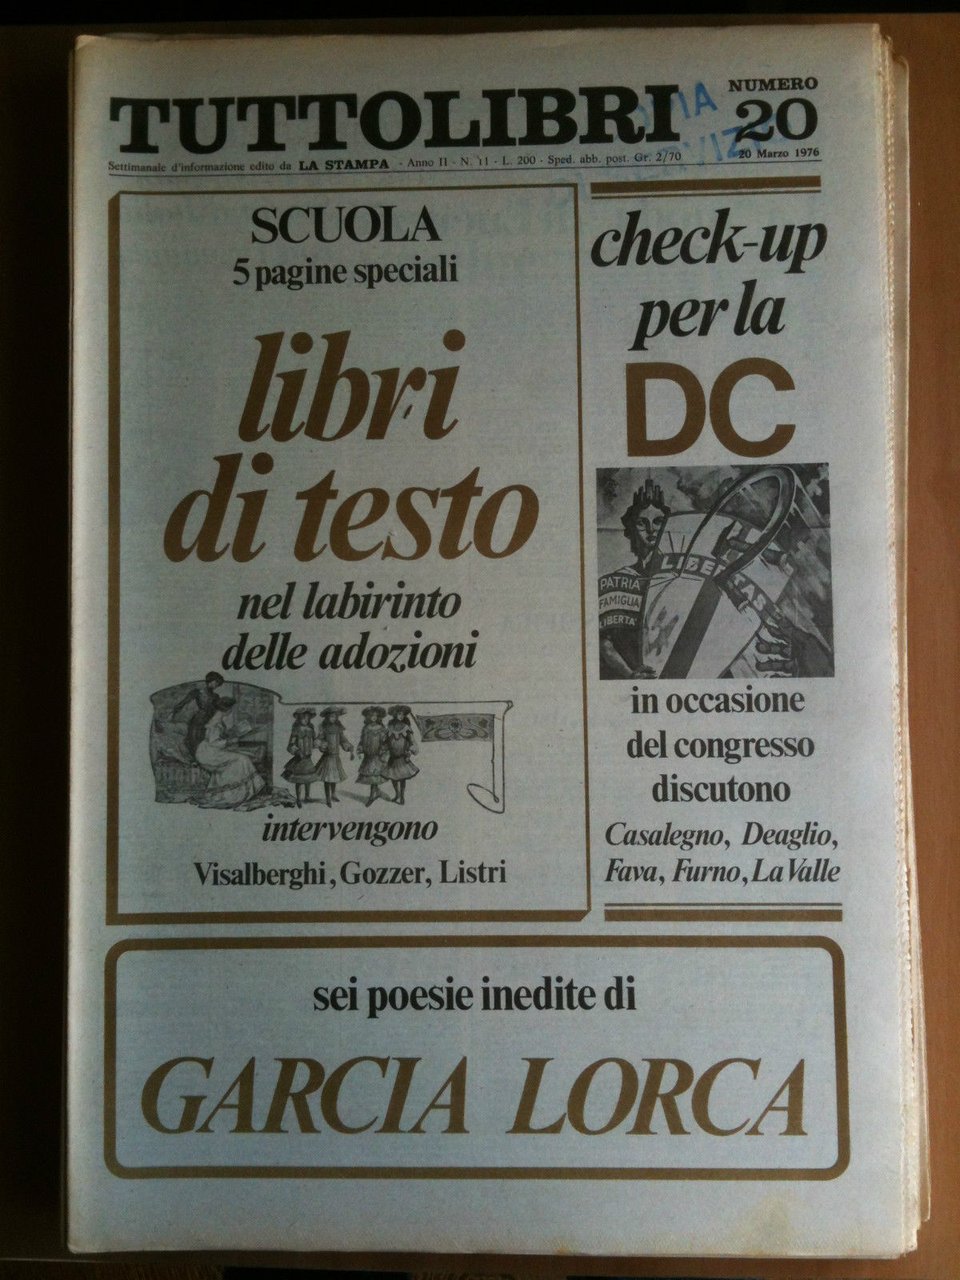 TUTTOLIBRI
NUMERO
20
20 Marzo 1976
Settimanale d'informazione edito da LA STAMPA - Anno II - N. 11 - L. 200 - Sped. abb. post. Gr. 2/70
SCUOLA
5 pagine speciali
libri
di testo
nel labirinto
delle adozioni
intervengono
Visalberghi, Gozzer, Listri
check-up
per la
DC
LIBERTAS
PATRIA
FAMIGLIA
LIBERTA'
in occasione
del congresso
discutono
Casalegno, Deaglio,
Fava, Furno, La Valle
sei poesie inedite di
GARCIA LORCA